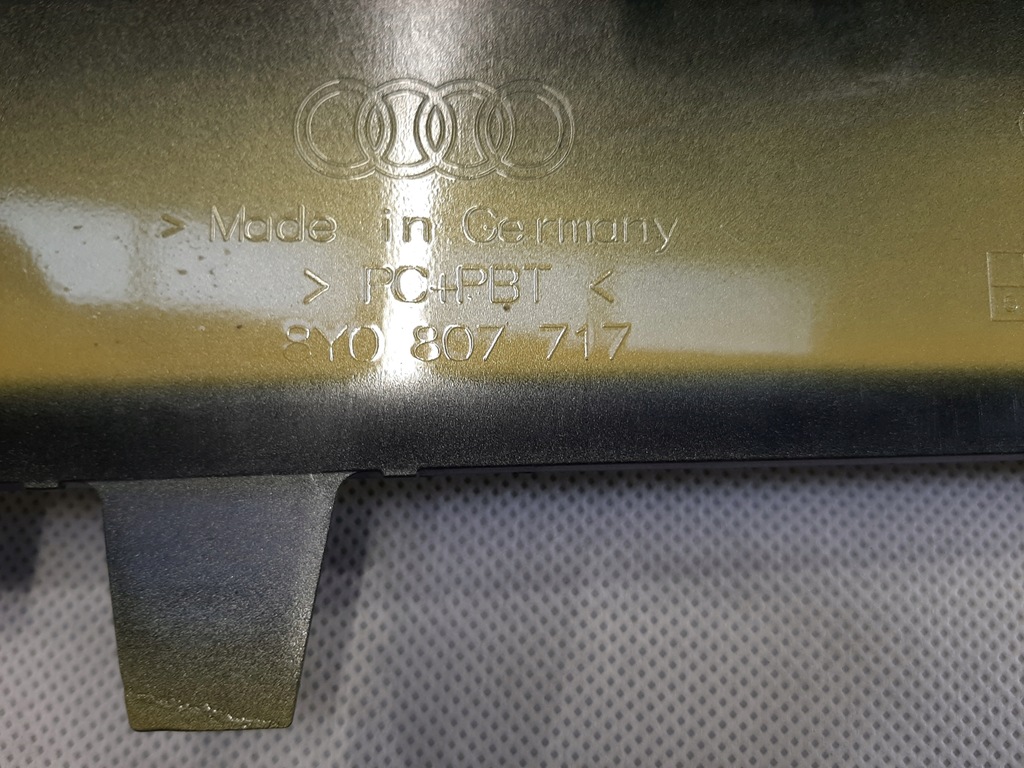 > Made in Germany
> PC+PBT <
8Y0 807 717